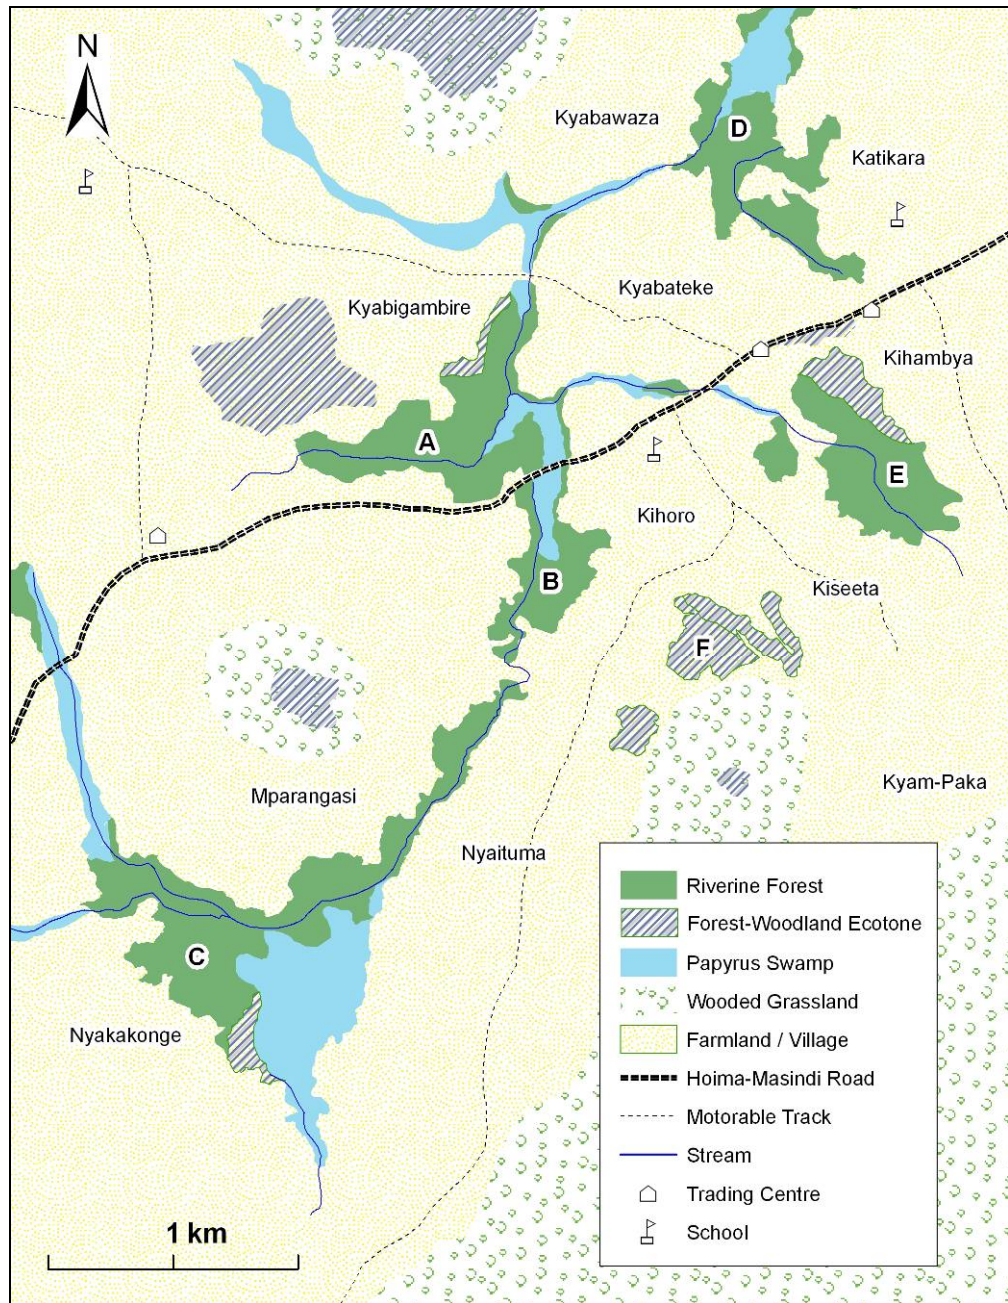 N
Kyabawaza
D
Katikara
Kyabateke
Kyabigambire
Kihambya
A
E
Kihoro
B
Kiseeta
F
Kyam-Paka
Mparangasi
Nyaituma
C
Nyakakonge
Riverine Forest
Forest-Woodland Ecotone
Papyrus Swamp
Wooded Grassland
Farmland / Village
Hoima-Masindi Road
Motorable Track
Stream
Trading Centre
School
1 km